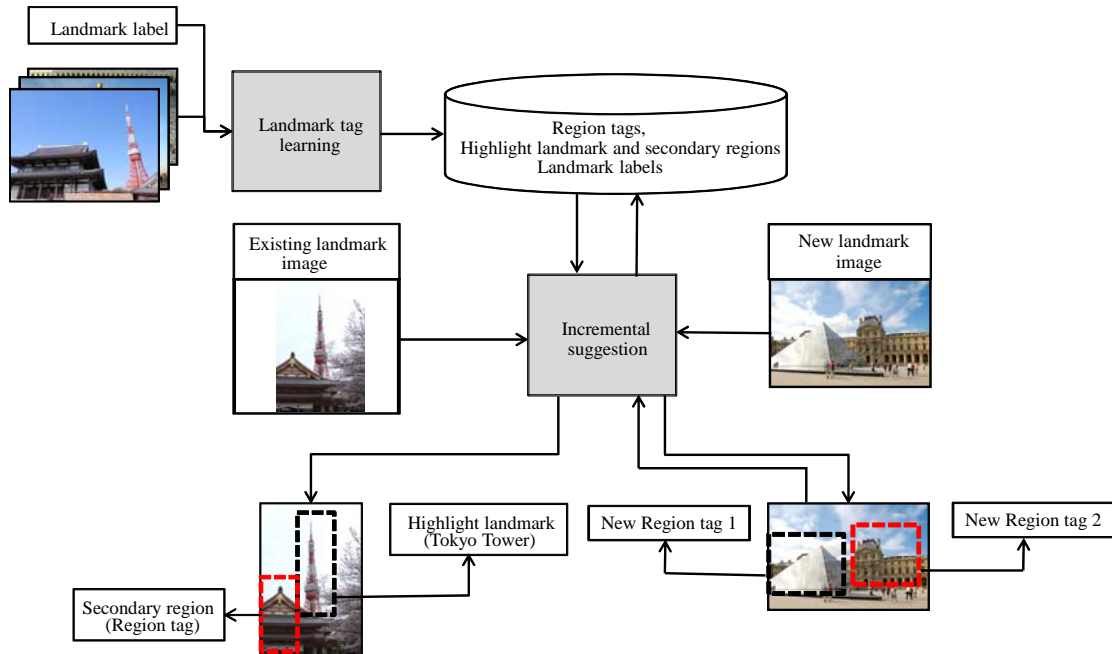 Landmark label
Landmark tag
learning
Region tags,
Highlight landmark and secondary regions
Landmark labels
Existing landmark
image
New landmark
image
Incremental
suggestion
Highlight landmark
(Tokyo Tower)
New Region tag 1
New Region tag 2
Secondary region
(Region tag)